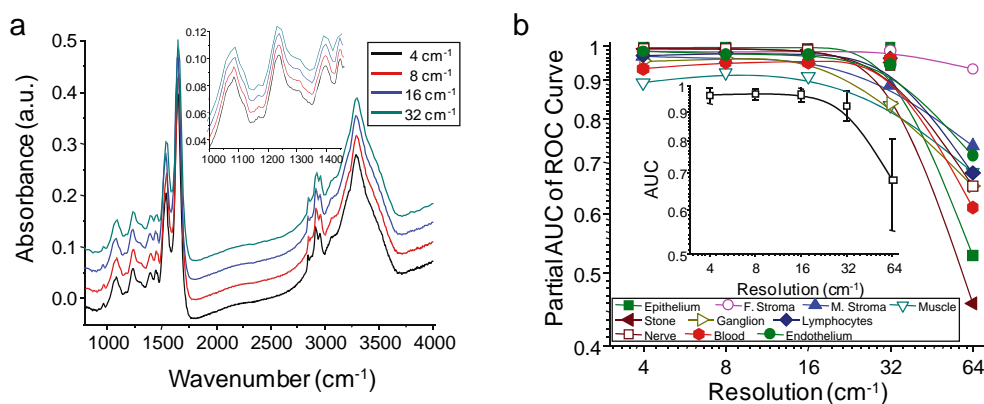 a
b
Absorbance (a.u.)
0.5
0.4
0.3
0.2
0.1
0.0
1000 1500 2000 2500 3000 3500 4000
Wavenumber (cm-1)
0.12
0.10
0.08
0.06
0.04
1000 1100 1200 1300 1400
4 cm-1
8 cm-1
16 cm-1
32 cm-1
Partial AUC of ROC Curve
1
0.9
0.8
0.7
0.6
0.5
0.4
4 8 16 32 64
Resolution (cm-1)
AUC
1
0.9
0.8
0.7
0.6
0.5
4 8 16 32 64
Resolution (cm-1)
Epithelium F. Stroma M. Stroma Muscle
Stone Ganglion Lymphocytes
Nerve Blood Endothelium